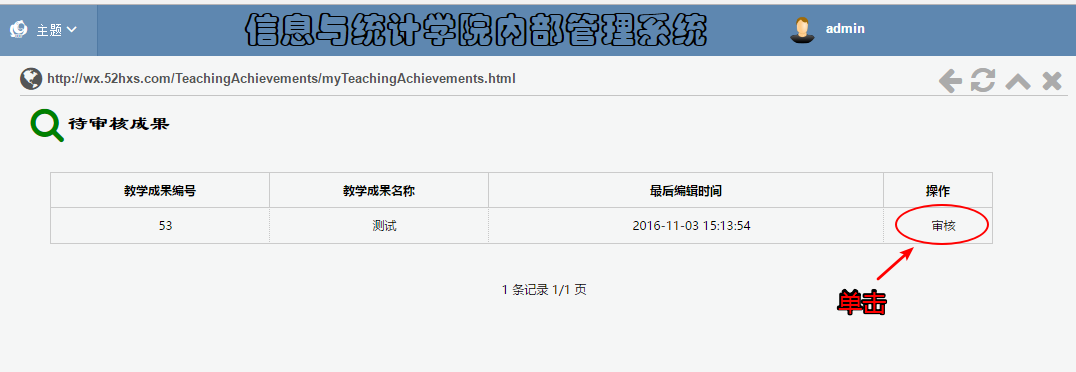 主题 信息与统计学院内部管理系统 admin
http://wx.52hxs.com/TeachingAchievements/myTeachingAchievements.html
待审核成果
教学成果编号 教学成果名称 最后编辑时间 操作
53 测试 2016-11-03 15:13:54 审核
1 条记录 1/1 页
单击